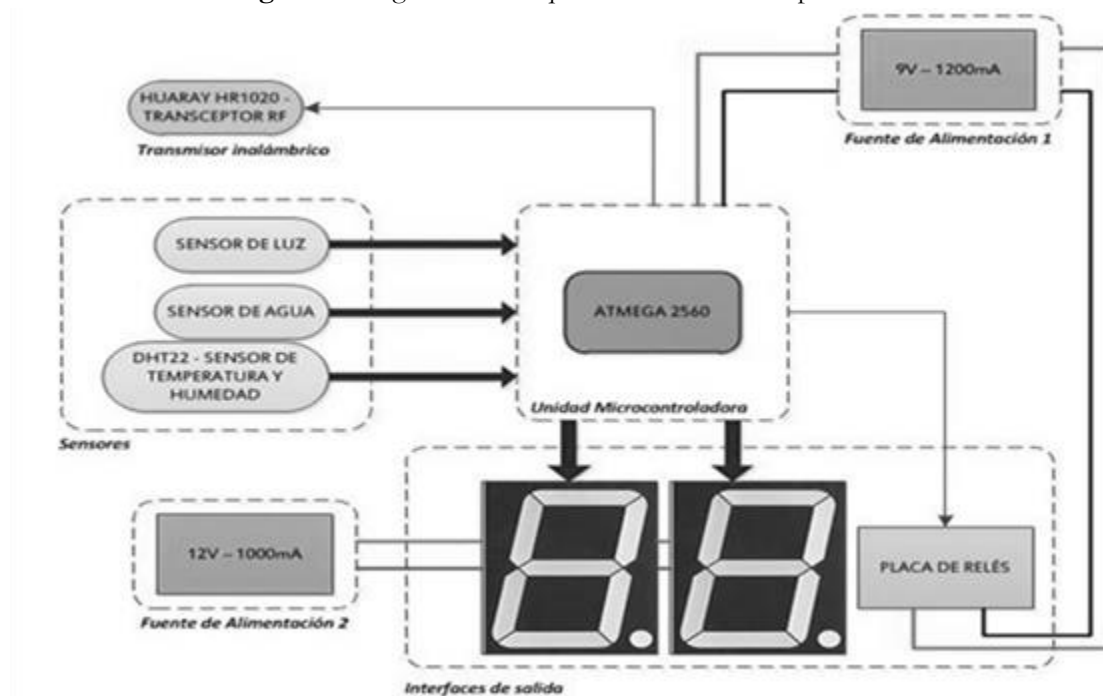 9V – 1200mA
Fuente de Alimentación 1
HUARAY HR1020 -
TRANSCEPTOR RF
Transmisor inalámbrico
SENSOR DE LUZ
SENSOR DE AGUA
DHT22 - SENSOR DE
TEMPERATURA Y
HUMEDAD
Sensores
ATMEGA 2560
Unidad Microcontroladora
12V – 1000mA
Fuente de Alimentación 2
PLACA DE RELÉS
Interfaces de salida